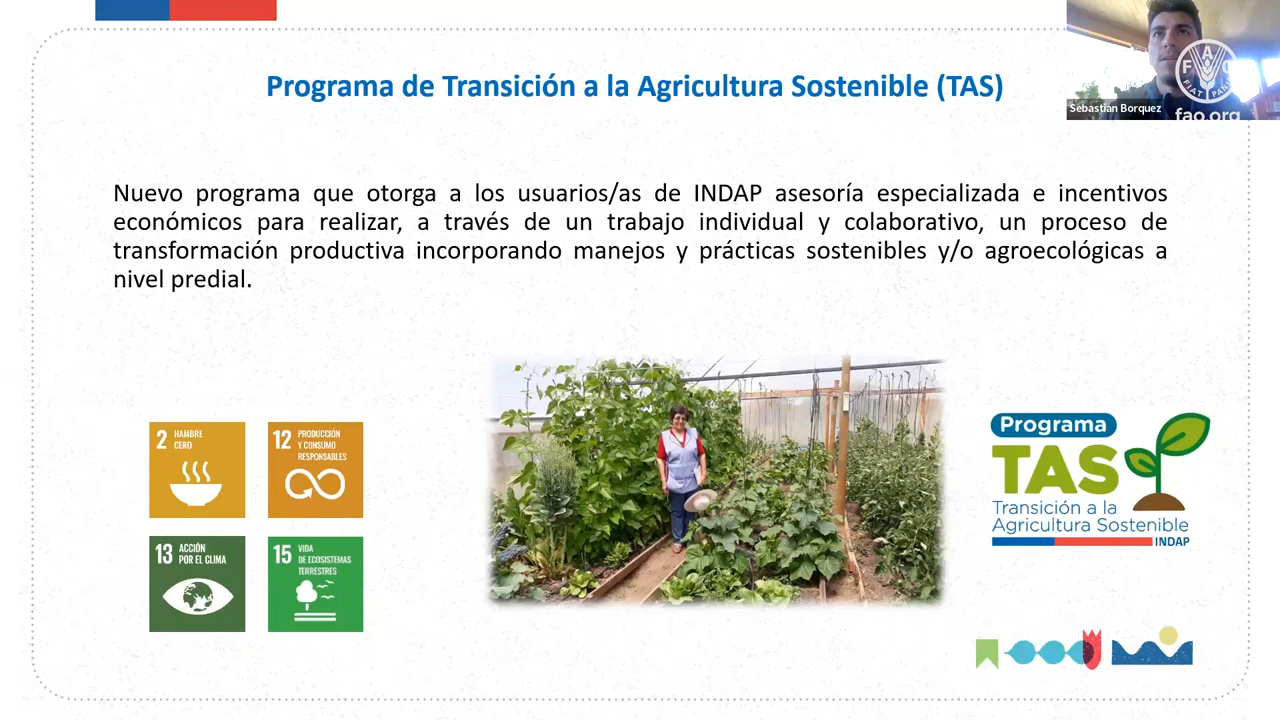 Programa de Transición a la Agricultura Sostenible (TAS)
Sebastian Borquez
FAO
FIAT PANIS
fao.org
Nuevo programa que otorga a los usuarios/as de INDAP asesoría especializada e incentivos
económicos para realizar, a través de un trabajo individual y colaborativo, un proceso de
transformación productiva incorporando manejos y prácticas sostenibles y/o agroecológicas a
nivel predial.
2 HAMBRE
CERO
12 PRODUCCIÓN
Y CONSUMO
RESPONSABLES
13 ACCIÓN
POR EL CLIMA
15 VIDA
DE ECOSISTEMAS
TERRESTRES
Programa
TAS
Transición a la
Agricultura Sostenible
INDAP